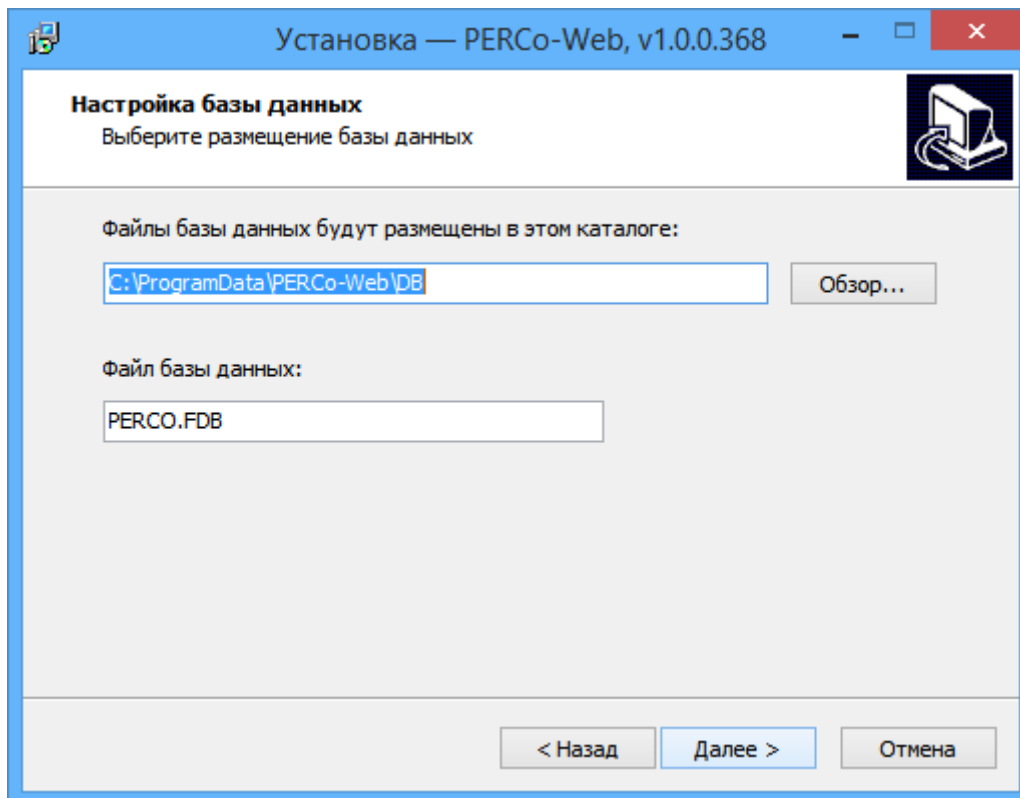 Установка — PERCo-Web, v1.0.0.368
Настройка базы данных
Выберите размещение базы данных
Файлы базы данных будут размещены в этом каталоге:
C:\ProgramData\PERCo-Web\DB
Обзор...
Файл базы данных:
PERCO.FDB
< Назад
Далее >
Отмена